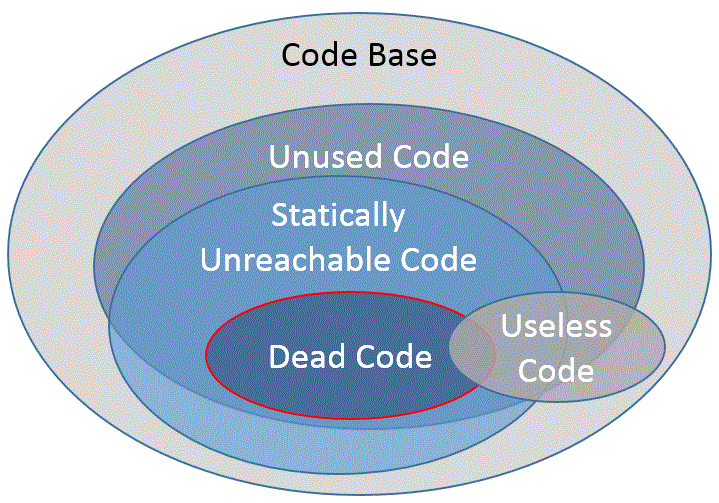 Code Base
Unused Code
Statically
Unreachable Code
Dead Code
Useless
Code